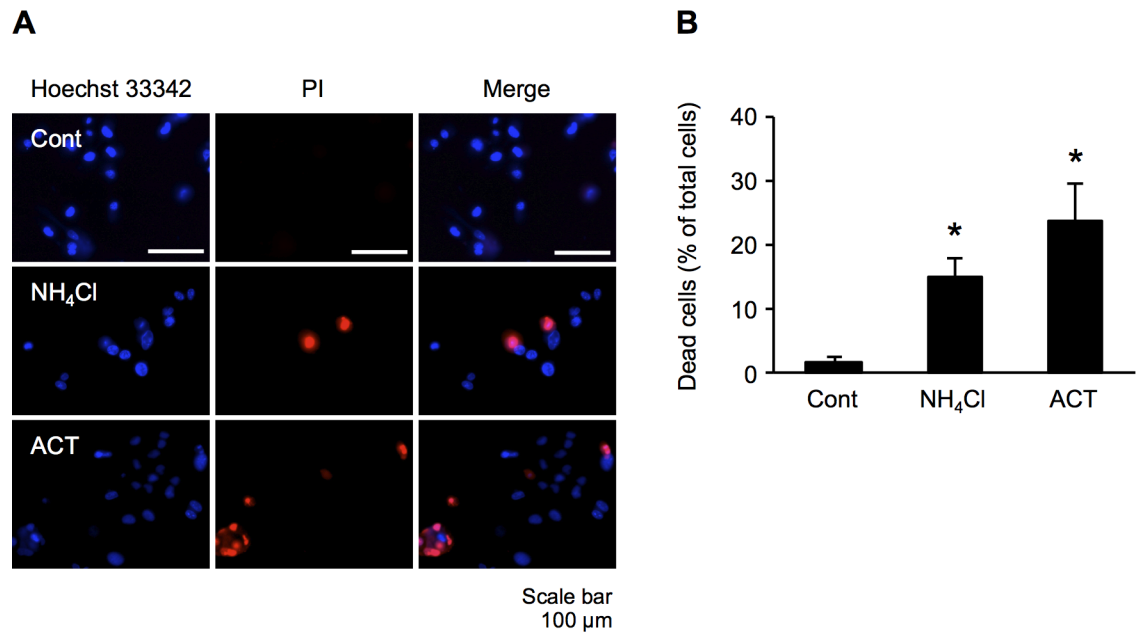 A
Hoechst 33342 PI Merge
Cont
NH₄Cl
ACT
Scale bar
100 µm
B
Dead cells (% of total cells)
40
30
20
10
0
*
*
Cont NH₄Cl ACT